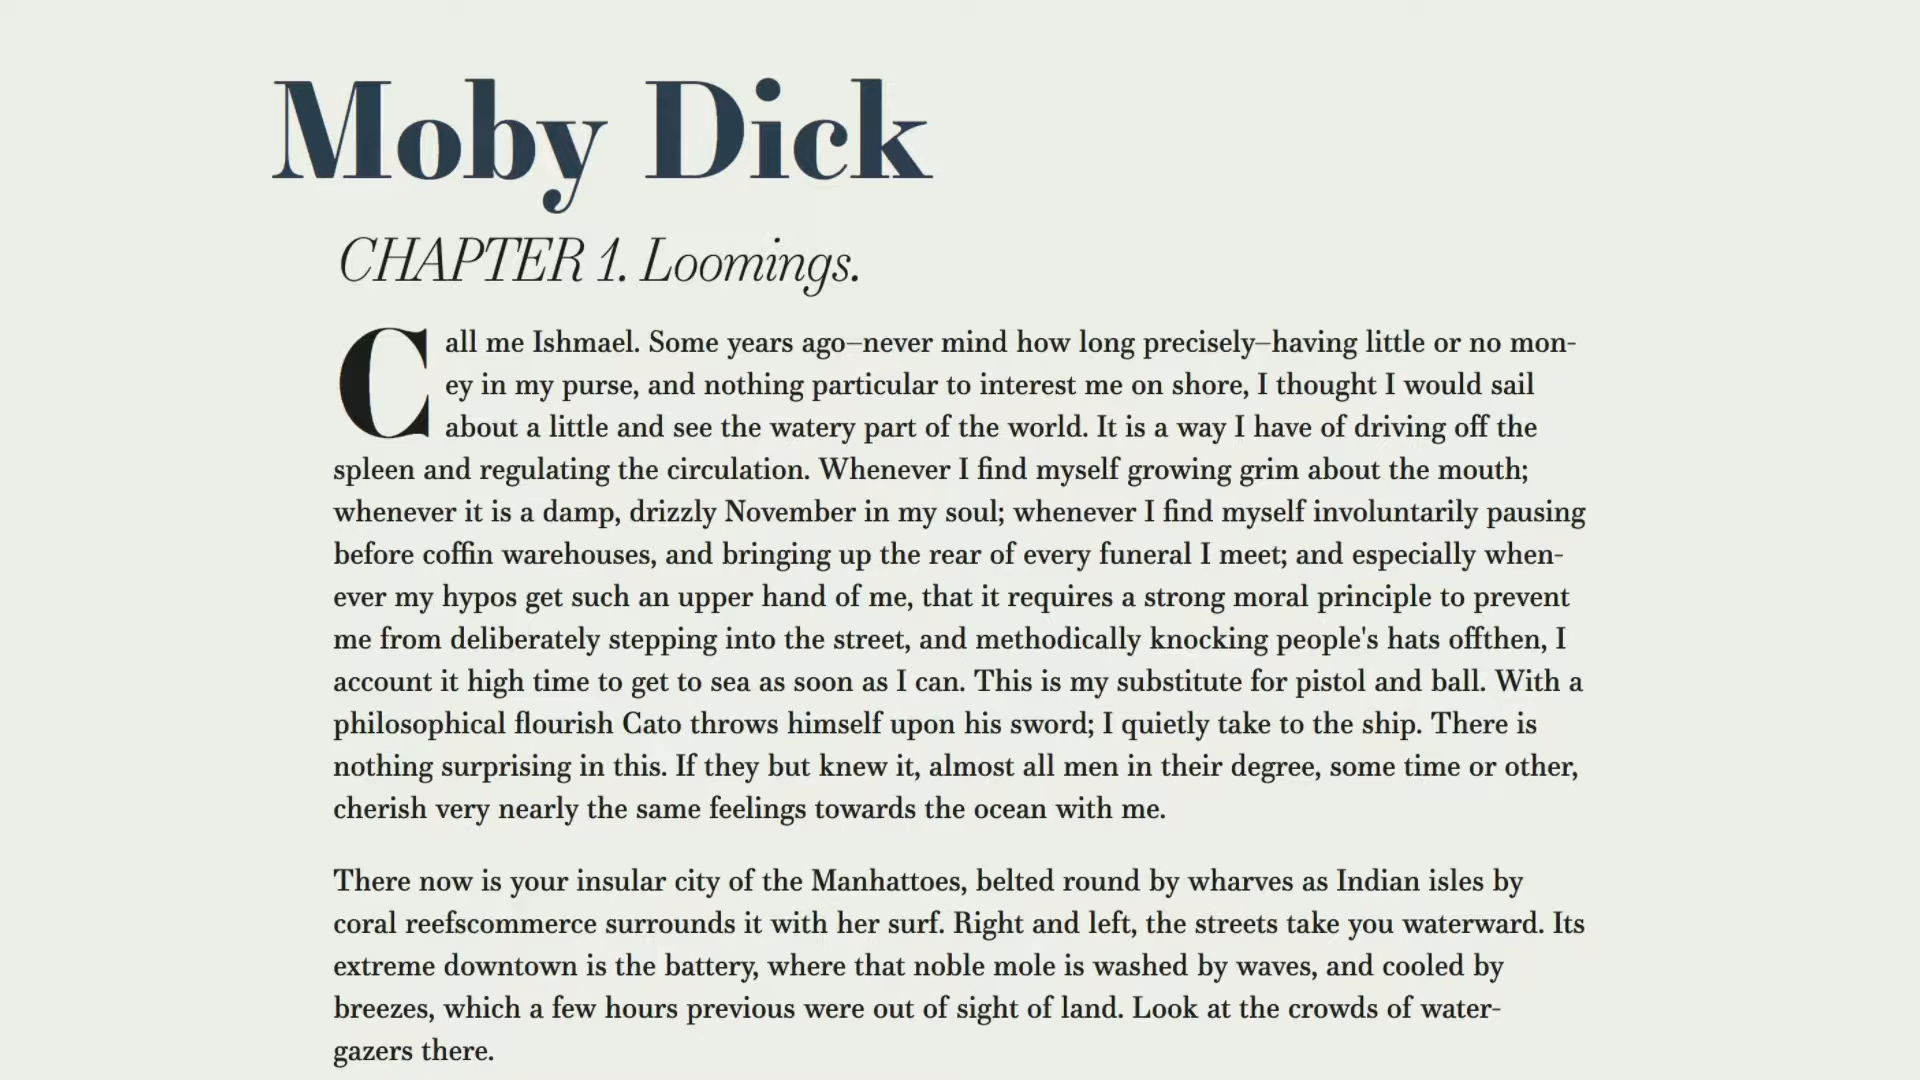 Moby Dick
CHAPTER 1. Loomings.
Call me Ishmael. Some years ago–never mind how long precisely–having little or no mon-
ey in my purse, and nothing particular to interest me on shore, I thought I would sail
about a little and see the watery part of the world. It is a way I have of driving off the
spleen and regulating the circulation. Whenever I find myself growing grim about the mouth;
whenever it is a damp, drizzly November in my soul; whenever I find myself involuntarily pausing
before coffin warehouses, and bringing up the rear of every funeral I meet; and especially when-
ever my hypos get such an upper hand of me, that it requires a strong moral principle to prevent
me from deliberately stepping into the street, and methodically knocking people's hats offthen, I
account it high time to get to sea as soon as I can. This is my substitute for pistol and ball. With a
philosophical flourish Cato throws himself upon his sword; I quietly take to the ship. There is
nothing surprising in this. If they but knew it, almost all men in their degree, some time or other,
cherish very nearly the same feelings towards the ocean with me.
There now is your insular city of the Manhattoes, belted round by wharves as Indian isles by
coral reefscommerce surrounds it with her surf. Right and left, the streets take you waterward. Its
extreme downtown is the battery, where that noble mole is washed by waves, and cooled by
breezes, which a few hours previous were out of sight of land. Look at the crowds of water-
gazers there.